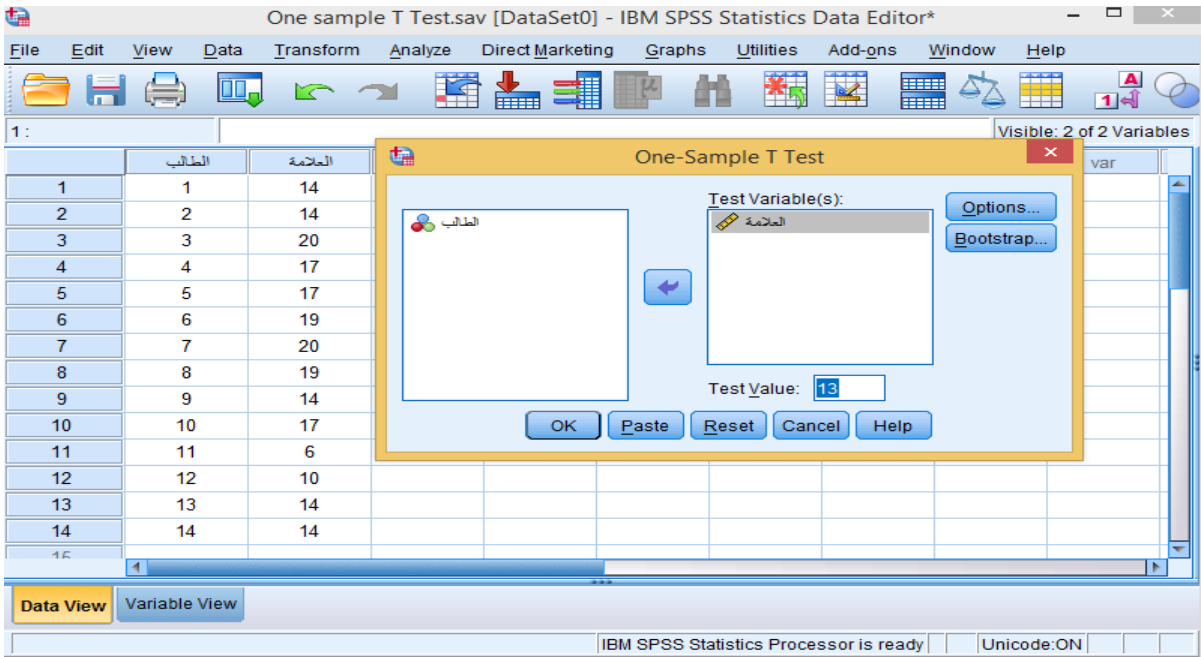 One sample T Test.sav [DataSet0] - IBM SPSS Statistics Data Editor*
File Edit View Data Transform Analyze Direct Marketing Graphs Utilities Add-ons Window Help
1 :
Visible: 2 of 2 Variables
الطالب العلامة var
1 1 14
2 2 14
3 3 20
4 4 17
5 5 17
6 6 19
7 7 20
8 8 19
9 9 14
10 10 17
11 11 6
12 12 10
13 13 14
14 14 14
15
One-Sample T Test
الطالب
Test Variable(s):
العلامة
Options...
Bootstrap...
Test Value: 13
OK Paste Reset Cancel Help
Data View Variable View
IBM SPSS Statistics Processor is ready Unicode:ON